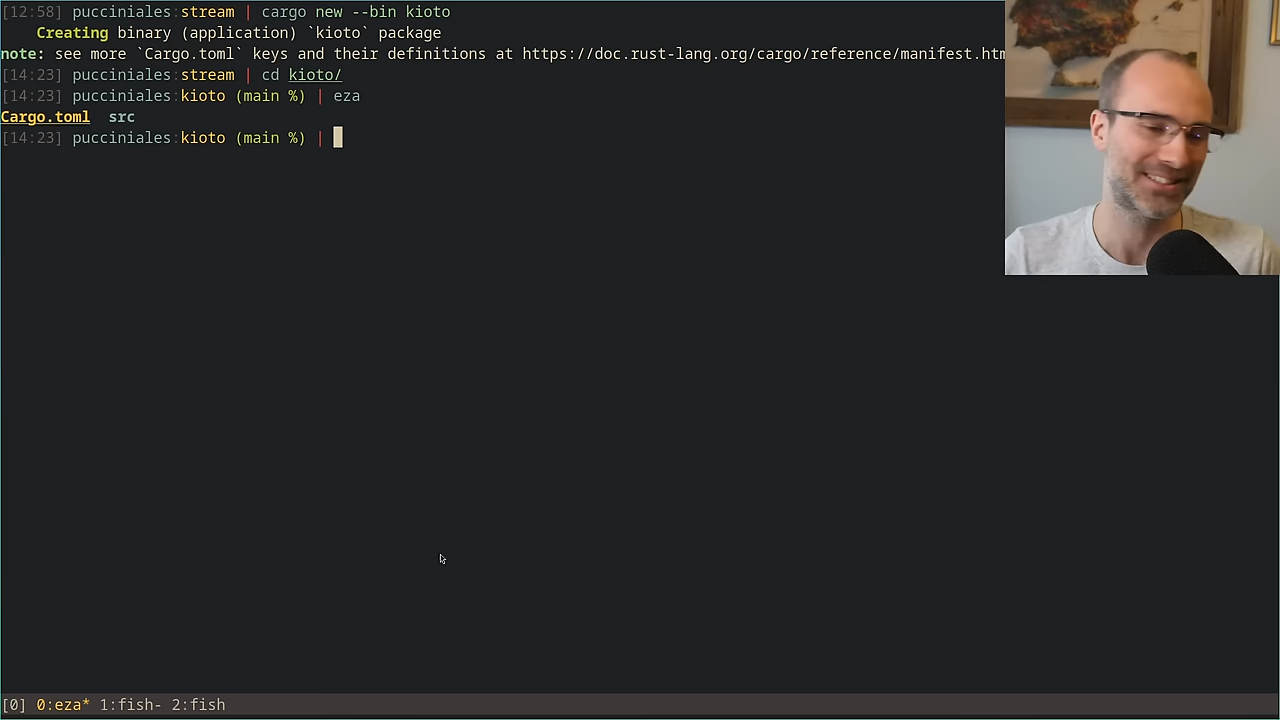 [12:58] pucciniales:stream | cargo new --bin kioto
Creating binary (application) `kioto` package
note: see more `Cargo.toml` keys and their definitions at https://doc.rust-lang.org/cargo/reference/manifest.htm
[14:23] pucciniales:stream | cd kioto/
[14:23] pucciniales:kioto (main %) | eza
Cargo.toml src
[14:23] pucciniales:kioto (main %) |
[0] 0:eza* 1:fish- 2:fish